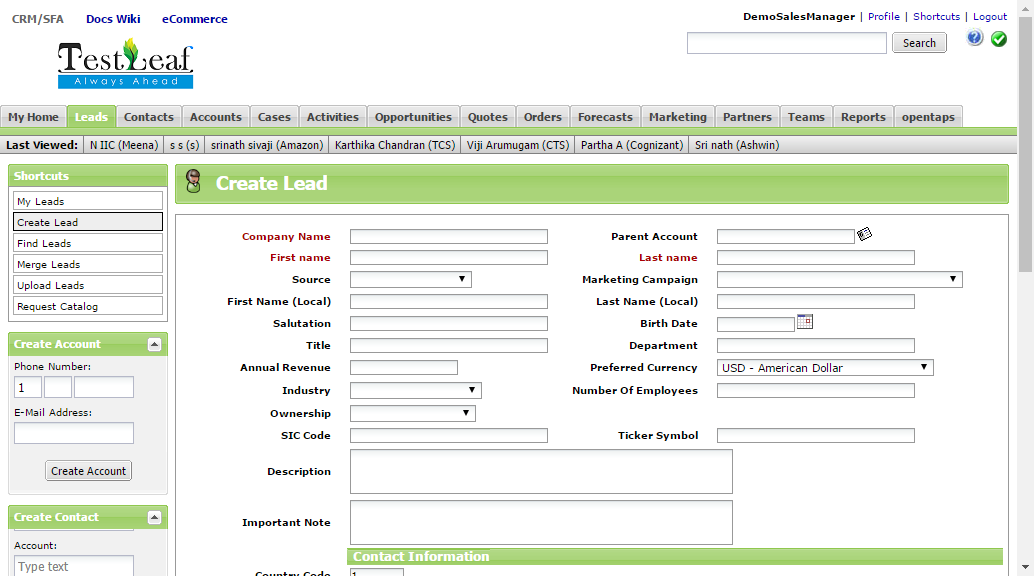 CRM/SFA Docs Wiki eCommerce
DemoSalesManager | Profile | Shortcuts | Logout
Search
TestLeaf
Always Ahead
My Home Leads Contacts Accounts Cases Activities Opportunities Quotes Orders Forecasts Marketing Partners Teams Reports opentaps
Last Viewed: N IIC (Meena) s s (s) srinath sivaji (Amazon) Karthika Chandran (TCS) Viji Arumugam (CTS) Partha A (Cognizant) Sri nath (Ashwin)
Shortcuts
My Leads
Create Lead
Find Leads
Merge Leads
Upload Leads
Request Catalog
Create Account
Phone Number:
1
E-Mail Address:
Create Account
Create Contact
Account:
Type text
Create Lead
Company Name Parent Account
First name Last name
Source Marketing Campaign
First Name (Local) Last Name (Local)
Salutation Birth Date
Title Department
Annual Revenue Preferred Currency USD - American Dollar
Industry Number Of Employees
Ownership
SIC Code Ticker Symbol
Description
Important Note
Contact Information
Country Code 1